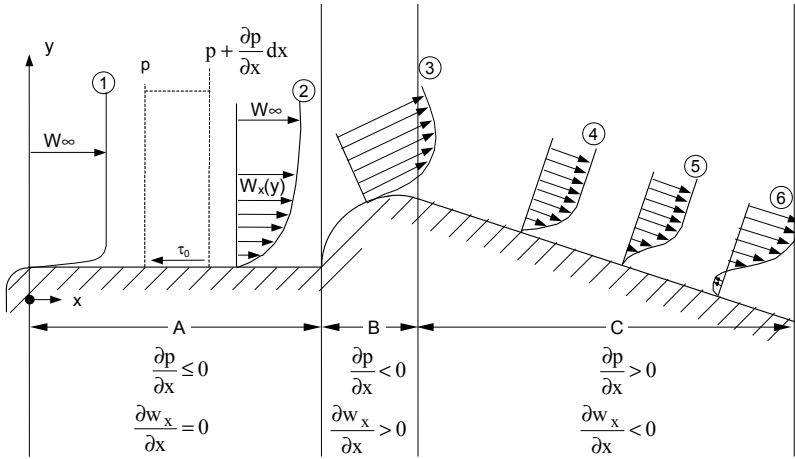 y
p
p + ∂p/∂x dx
①
②
③
④
⑤
⑥
W∞
W∞
Wₓ(y)
τ₀
x
A
B
C
∂p/∂x ≤ 0
∂p/∂x < 0
∂p/∂x > 0
∂wₓ/∂x = 0
∂wₓ/∂x > 0
∂wₓ/∂x < 0